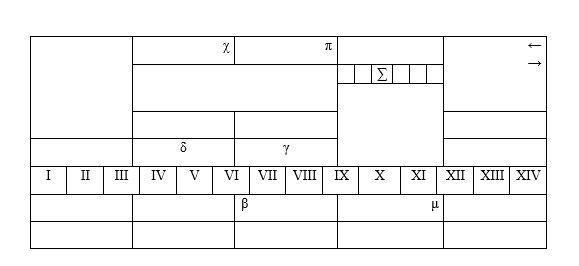 χ π ←
→
∑
δ γ
I II III IV V VI VII VIII IX X XI XII XIII XIV
β μ